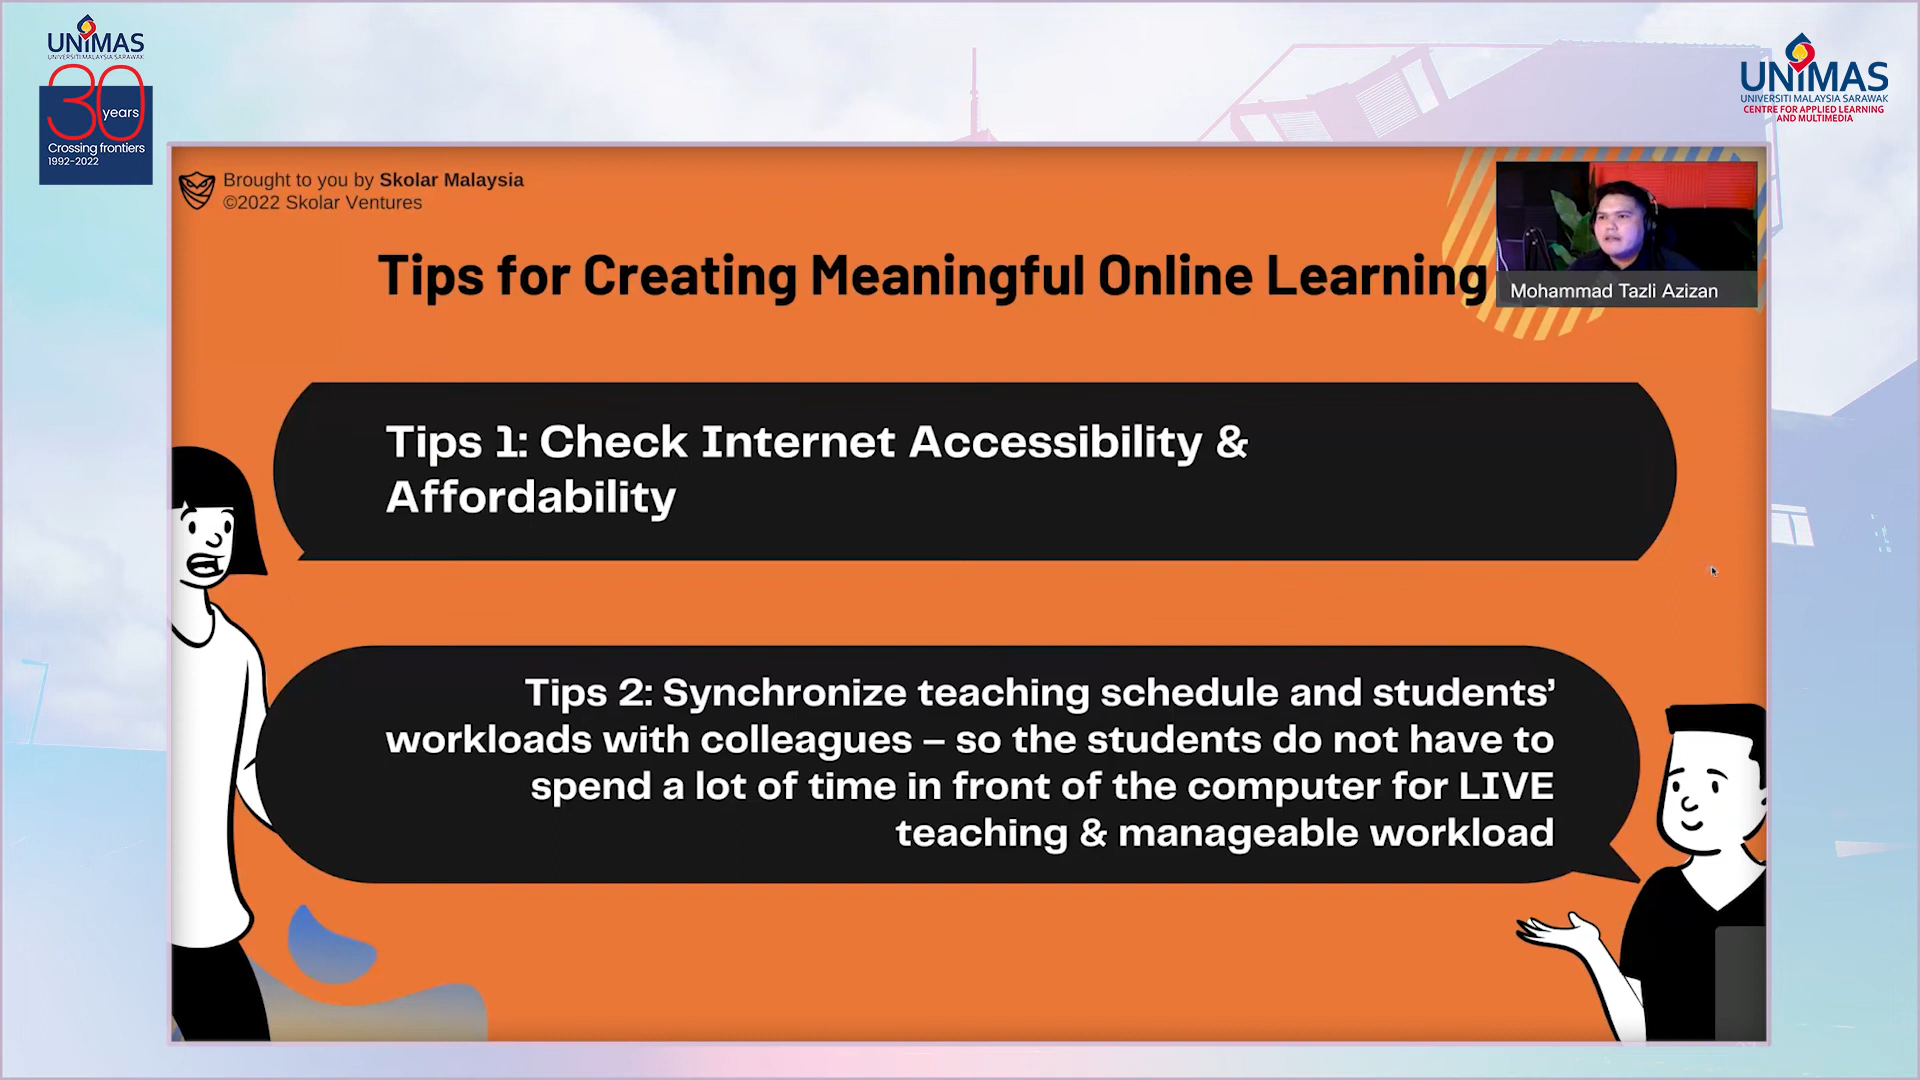 UNIMAS
UNIVERSITI MALAYSIA SARAWAK
30
years
Crossing frontiers
1992-2022
UNIMAS
UNIVERSITI MALAYSIA SARAWAK
CENTRE FOR APPLIED LEARNING
AND MULTIMEDIA
Brought to you by Skolar Malaysia
©2022 Skolar Ventures
Tips for Creating Meaningful Online Learning
Mohammad Tazli Azizan
Tips 1: Check Internet Accessibility &
Affordability
Tips 2: Synchronize teaching schedule and students’
workloads with colleagues – so the students do not have to
spend a lot of time in front of the computer for LIVE
teaching & manageable workload